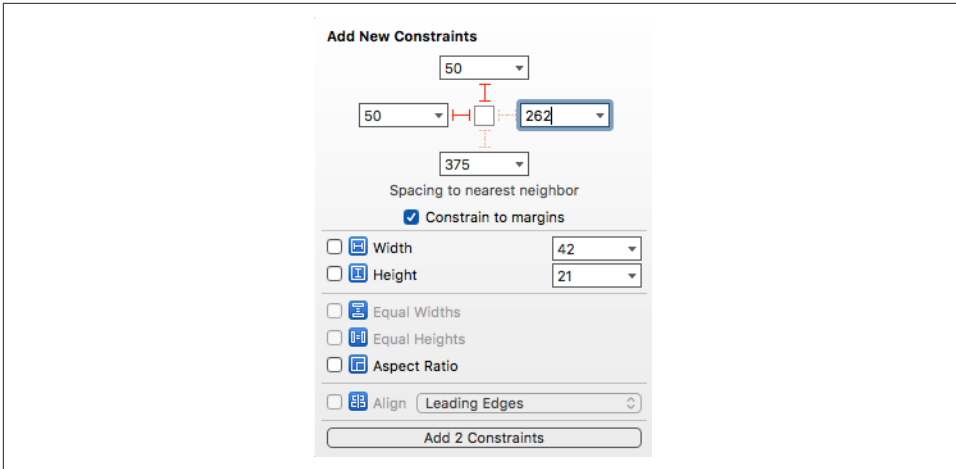 Add New Constraints
50
50 262
375
Spacing to nearest neighbor
Constrain to margins
Width 42
Height 21
Equal Widths
Equal Heights
Aspect Ratio
Align Leading Edges
Add 2 Constraints